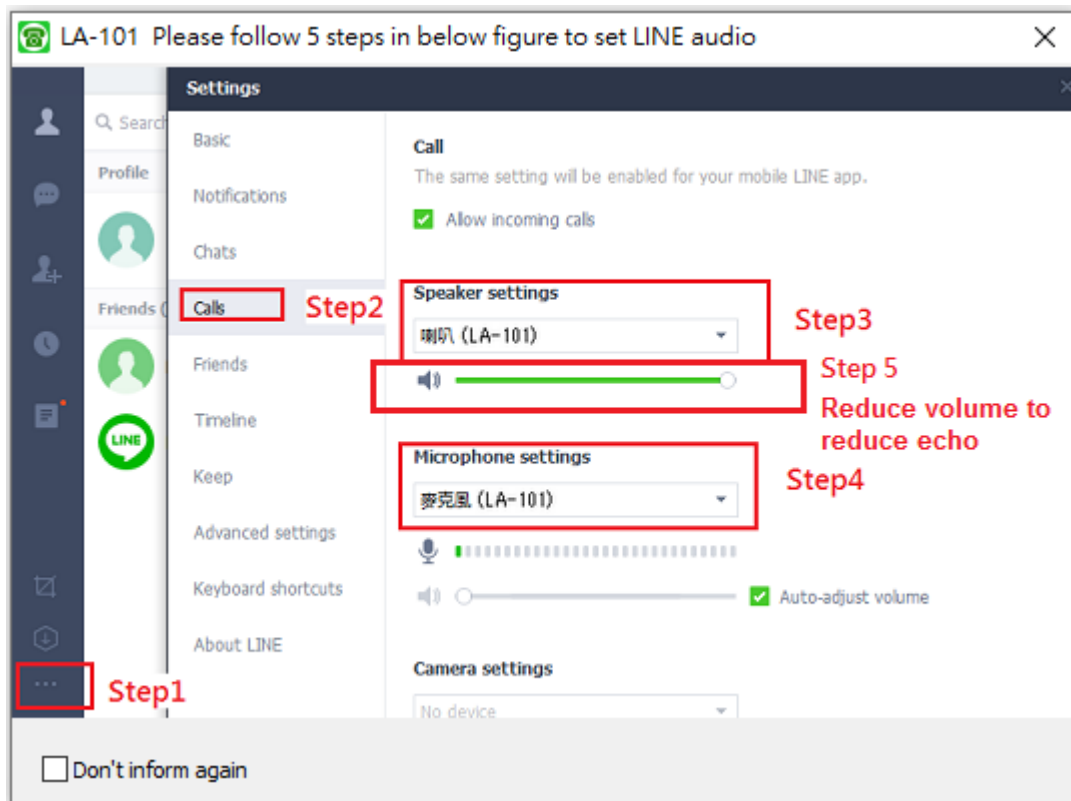 LA-101 Please follow 5 steps in below figure to set LINE audio
Settings
Search
Profile
Friends (
LINE
Basic
Notifications
Chats
Calls
Step2
Friends
Timeline
Keep
Advanced settings
Keyboard shortcuts
About LINE
...
Step1
Call
The same setting will be enabled for your mobile LINE app.
Allow incoming calls
Speaker settings
喇叭 (LA-101)
Step3
Step 5
Reduce volume to
reduce echo
Microphone settings
麥克風 (LA-101)
Step4
Auto-adjust volume
Camera settings
No device
Don't inform again